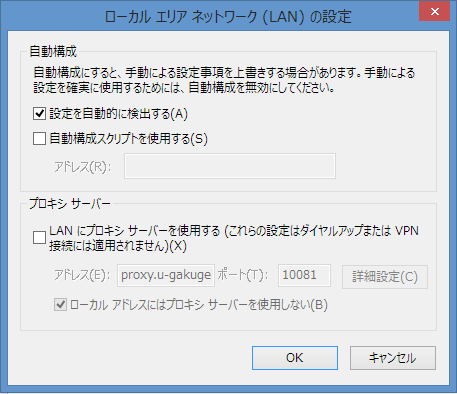 ローカル エリア ネットワーク (LAN) の設定
自動構成
自動構成にすると、手動による設定事項を上書きする場合があります。手動による
設定を確実に使用するためには、自動構成を無効にしてください。
設定を自動的に検出する(A)
自動構成スクリプトを使用する(S)
アドレス(R):
プロキシ サーバー
LAN にプロキシ サーバーを使用する (これらの設定はダイヤルアップまたは VPN
接続には適用されません)(X)
アドレス(E): proxy.u-gakuge ポート(T): 10081 詳細設定(C)
ローカル アドレスにはプロキシ サーバーを使用しない(B)
OK キャンセル